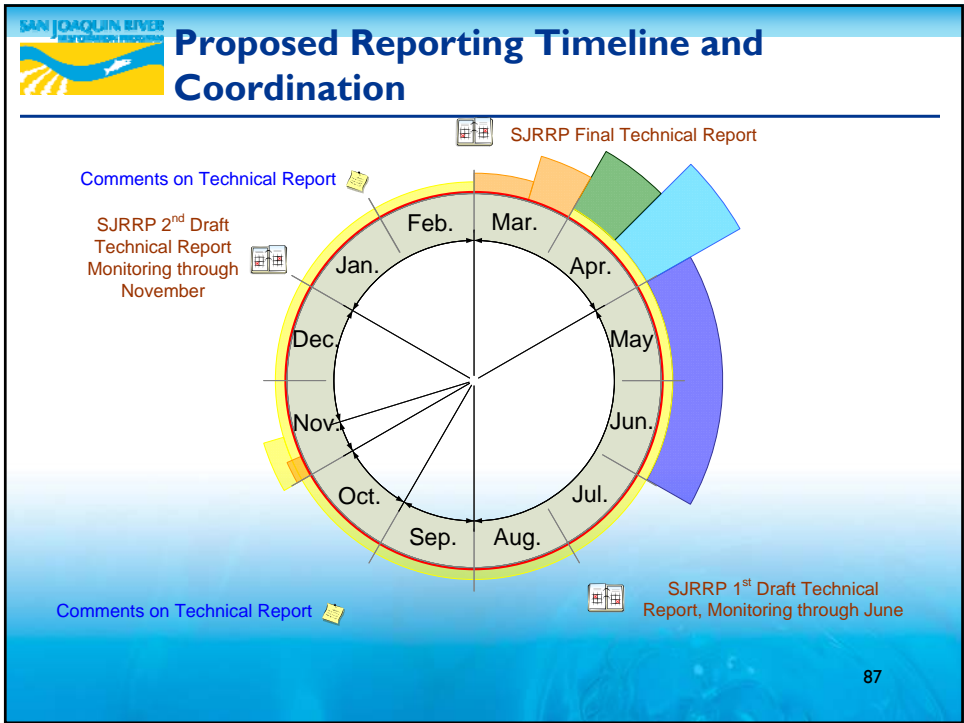 SAN JOAQUIN RIVER
RESTORATION PROGRAM
Proposed Reporting Timeline and
Coordination
SJRRP Final Technical Report
Comments on Technical Report
SJRRP 2nd Draft
Technical Report
Monitoring through
November
Feb.
Mar.
Jan.
Apr.
Dec.
May
Nov.
Jun.
Oct.
Jul.
Sep.
Aug.
SJRRP 1st Draft Technical
Report, Monitoring through June
Comments on Technical Report
87